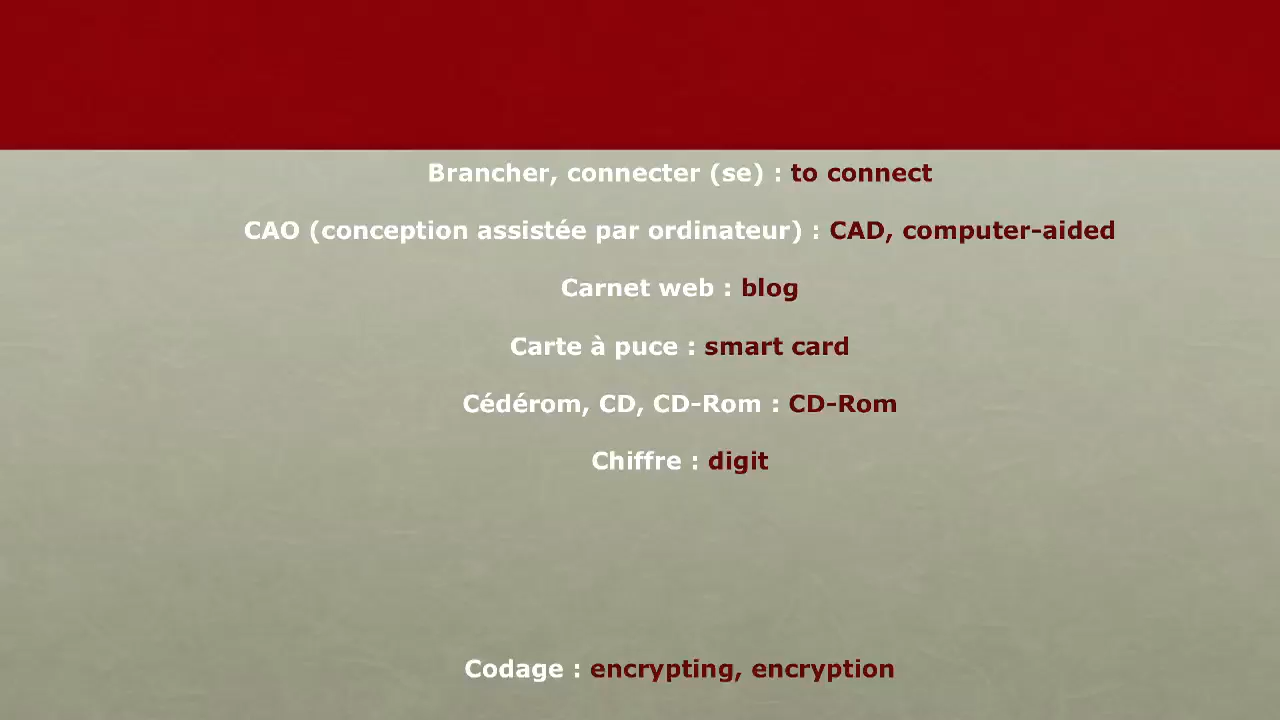 Brancher, connecter (se) : to connect
CAO (conception assistée par ordinateur) : CAD, computer-aided
Carnet web : blog
Carte à puce : smart card
Cédérom, CD, CD-Rom : CD-Rom
Chiffre : digit
Codage : encrypting, encryption